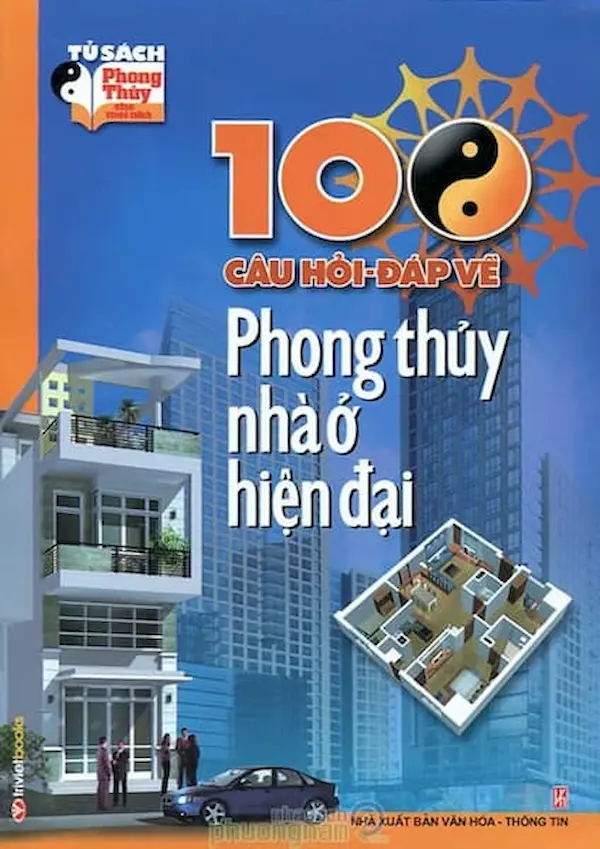 TỦ SÁCH
Phong
Thủy
100
CÂU HỎI-ĐÁP VỀ
Phong thủy
nhà ở
hiện đại
trivietbooks
phuongnam
NHÀ XUẤT BẢN VĂN HÓA - THÔNG TIN